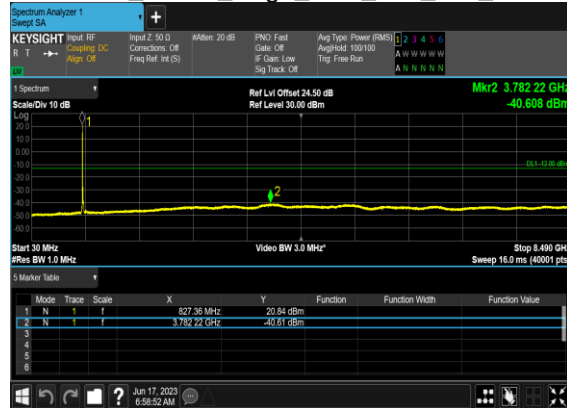 Spectrum Analyzer 1
Swept SA
+
KEYSIGHT Input: RF Input Z: 50 Ω #Atten: 20 dB PNO: Fast Avg Type: Power (RMS) 1 2 3 4 5 6
R T Coupling: DC Corrections: Off Gate: Off Avg|Hold: 100/100 A W W W W W
Align: Off Freq Ref: Int (S) IF Gain: Low Trig: Free Run
Sig Track: Off A N N N N N
1 Spectrum Ref Lvl Offset 24.50 dB Mkr2 3.782 22 GHz
Scale/Div 10 dB Ref Level 30.00 dBm -40.608 dBm
Log
20.0
10.0
0.00
-10.0
DL1 -13.00 dBm
-20.0
-30.0
-40.0
-50.0
-60.0
1
2
Start 30 MHz Video BW 3.0 MHz* Stop 8.490 GHz
#Res BW 1.0 MHz Sweep 16.0 ms (40001 pts)
5 Marker Table
Mode Trace Scale X Y Function Function Width Function Value
1 N 1 f 827.36 MHz 20.84 dBm
2 N 1 f 3.782 22 GHz -40.61 dBm
3
4
5
6
? Jun 17, 2023
6:58:52 AM